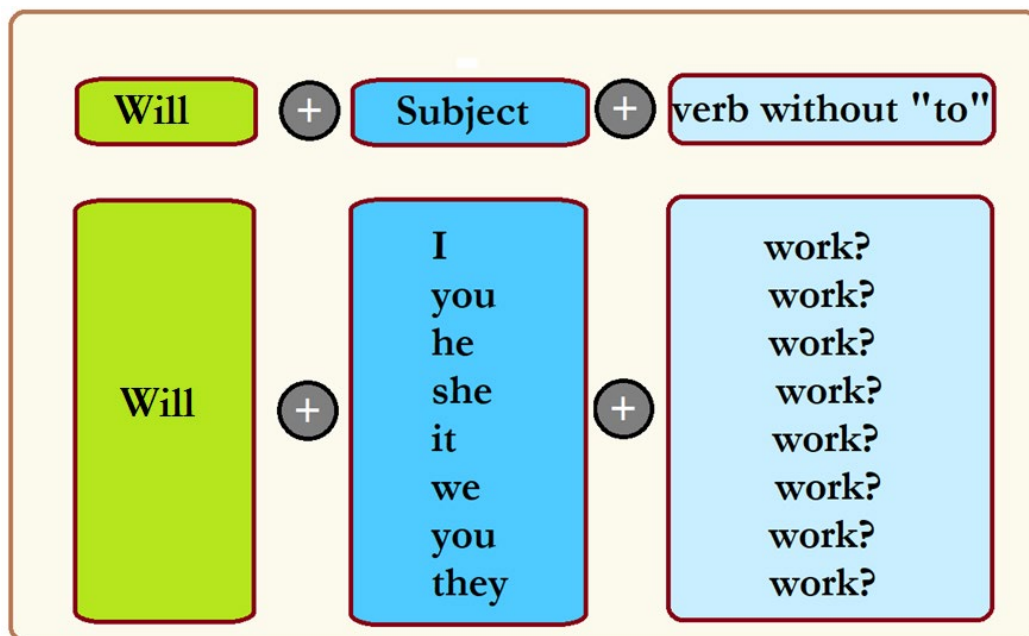 Will + Subject + verb without "to"
I work?
you work?
he work?
Will + she + work?
it work?
we work?
you work?
they work?